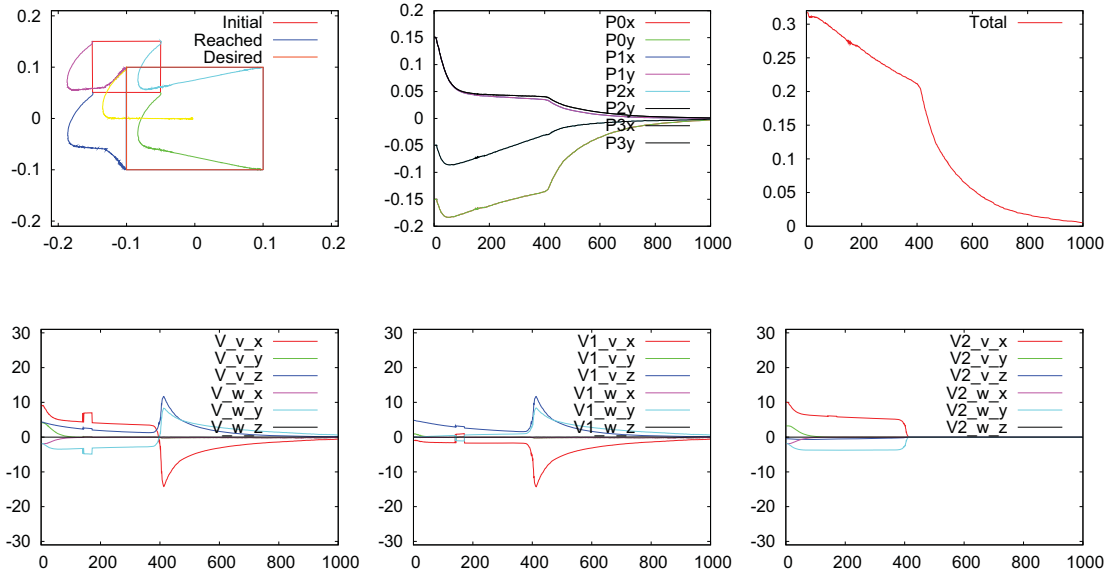 0.2
0.1
0
-0.1
-0.2
-0.2
-0.1
0
0.1
0.2
Initial
Reached
Desired
0.2
0.15
0.1
0.05
0
-0.05
-0.1
-0.15
-0.2
0
200
400
600
800
1000
P0x
P0y
P1x
P1y
P2x
P2y
P3x
P3y
0.3
0.25
0.2
0.15
0.1
0.05
0
0
200
400
600
800
1000
Total
30
20
10
0
-10
-20
-30
0
200
400
600
800
1000
V_v_x
V_v_y
V_v_z
V_w_x
V_w_y
V_w_z
30
20
10
0
-10
-20
-30
0
200
400
600
800
1000
V1_v_x
V1_v_y
V1_v_z
V1_w_x
V1_w_y
V1_w_z
30
20
10
0
-10
-20
-30
0
200
400
600
800
1000
V2_v_x
V2_v_y
V2_v_z
V2_w_x
V2_w_y
V2_w_z